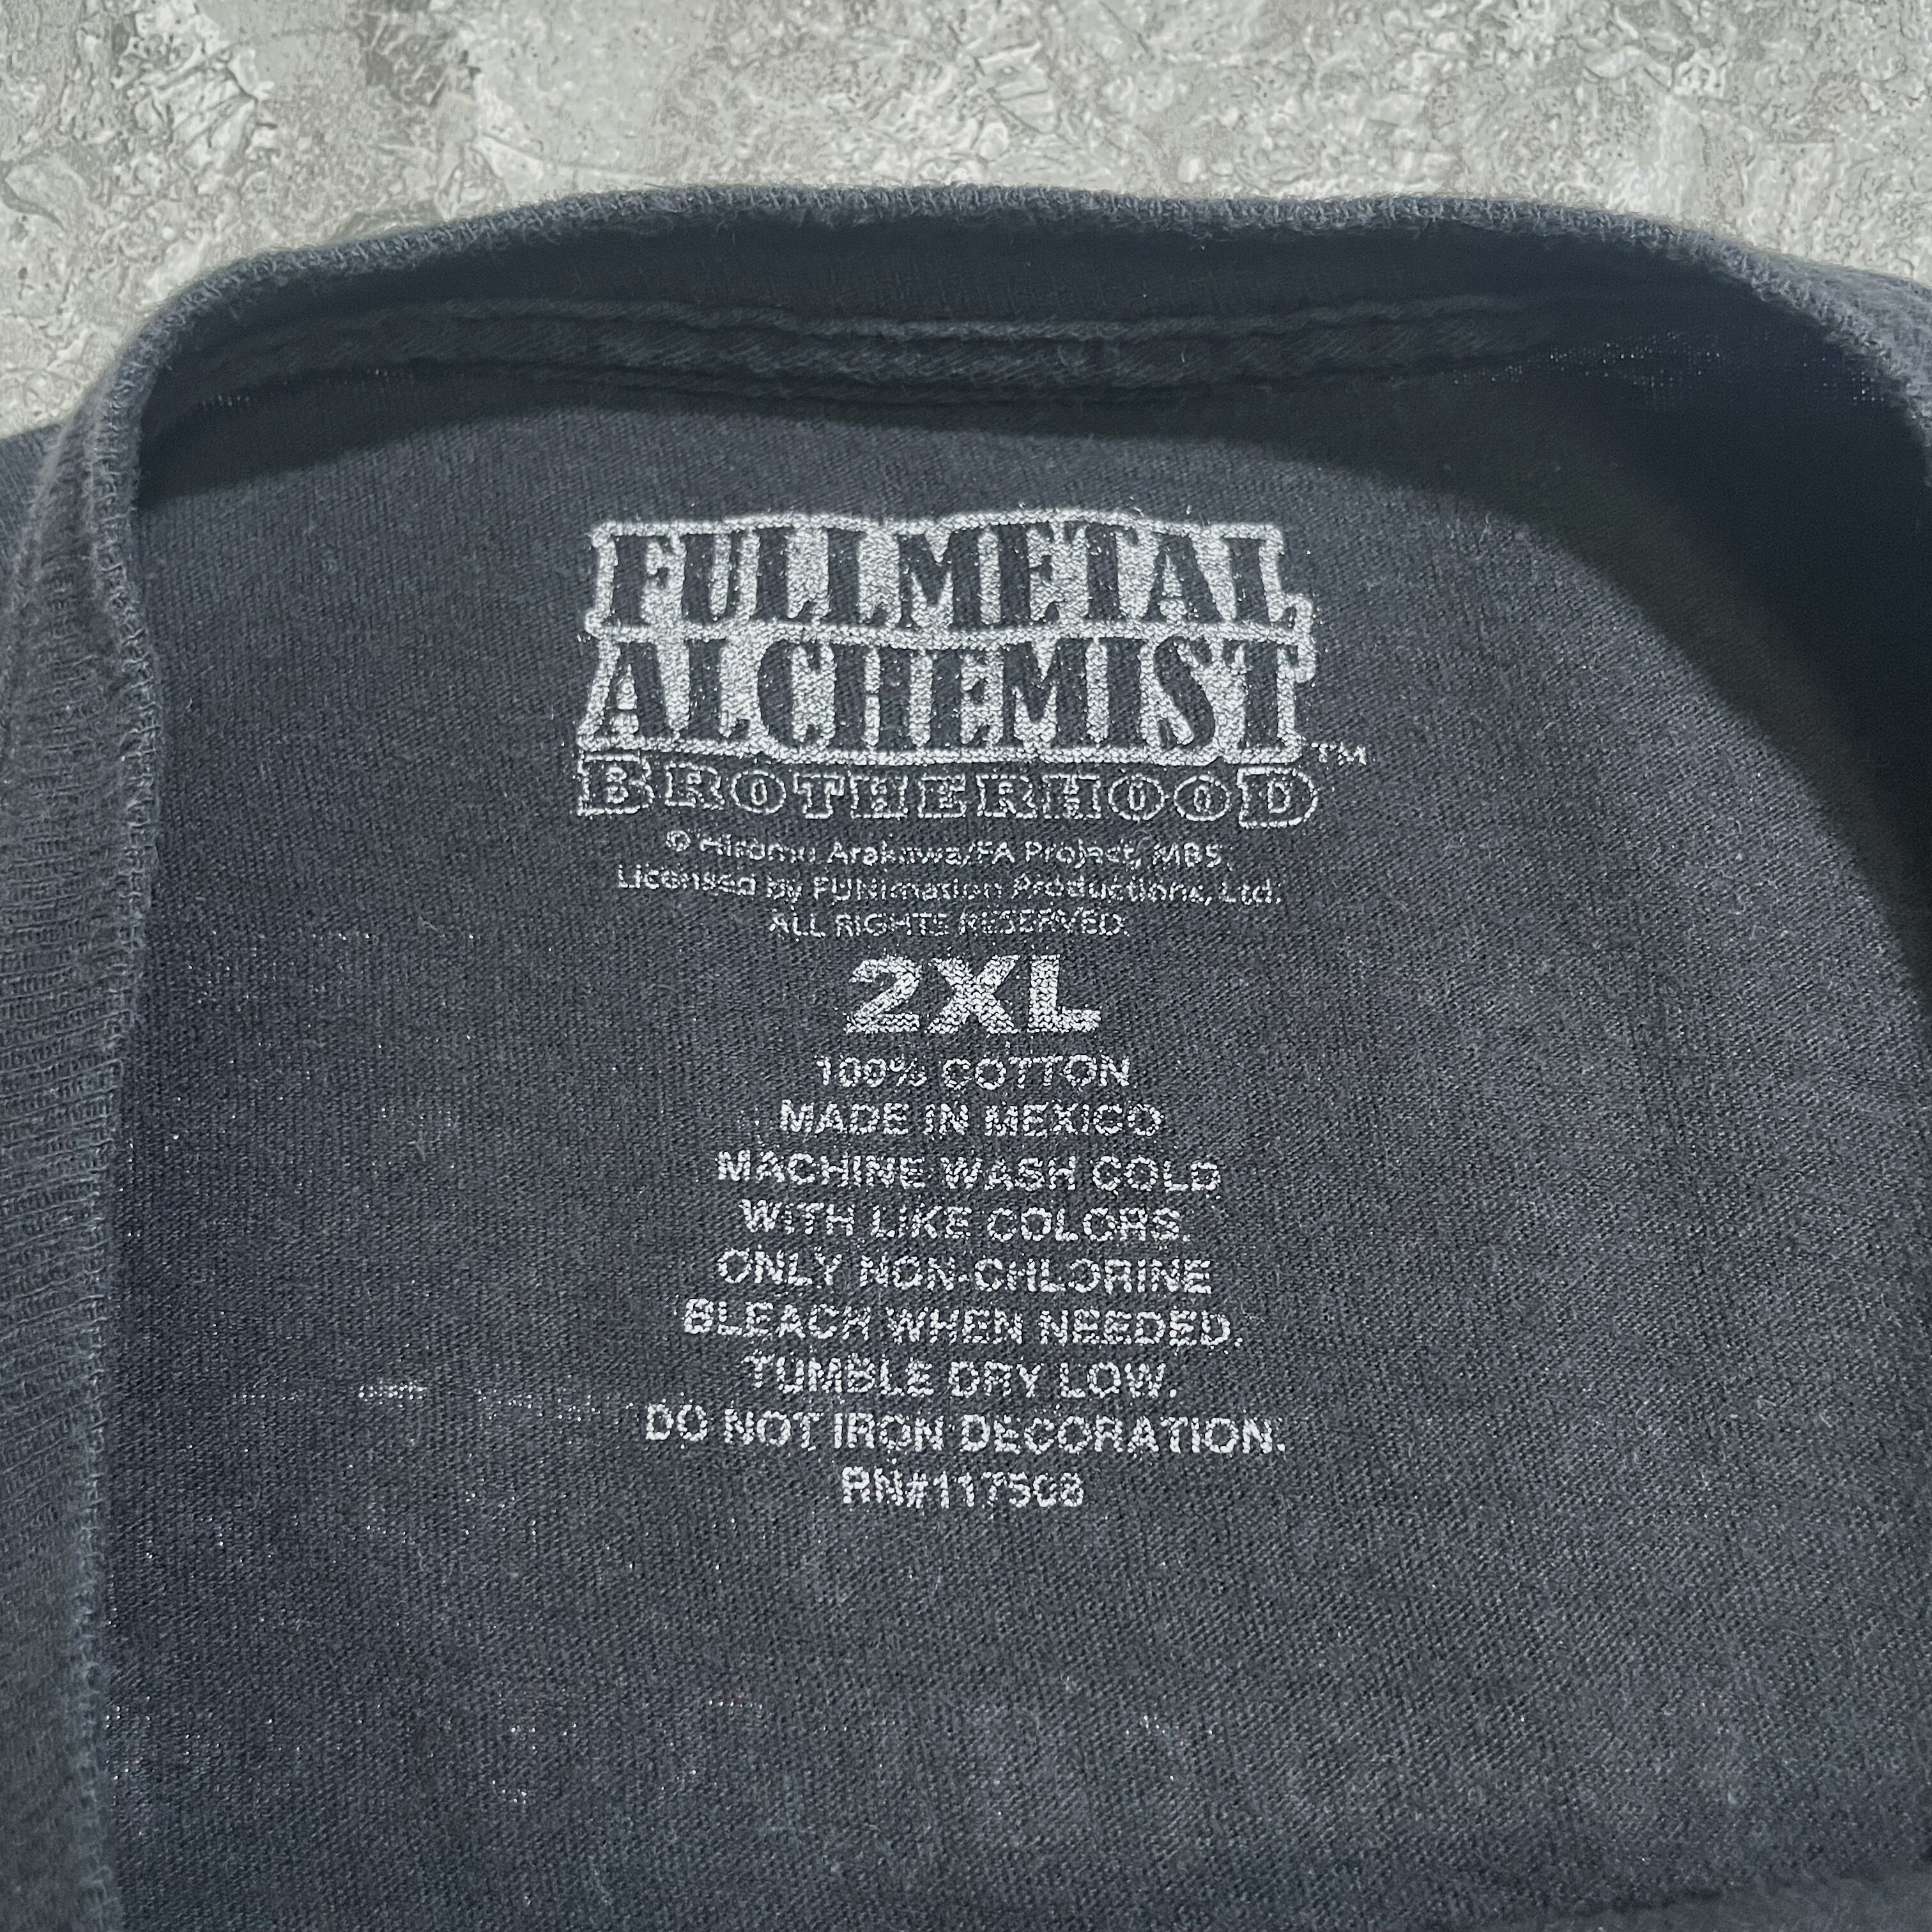 FULLMETAL
ALCHEMIST
BROTHERHOOD™
© Hiromu Arakawa/FA Project, MBS.
Licensed by FUNimation Productions, Ltd.
ALL RIGHTS RESERVED.
2XL
100% COTTON
MADE IN MEXICO
MACHINE WASH COLD
WITH LIKE COLORS.
ONLY NON-CHLORINE
BLEACH WHEN NEEDED.
TUMBLE DRY LOW.
DO NOT IRON DECORATION.
RN#117508